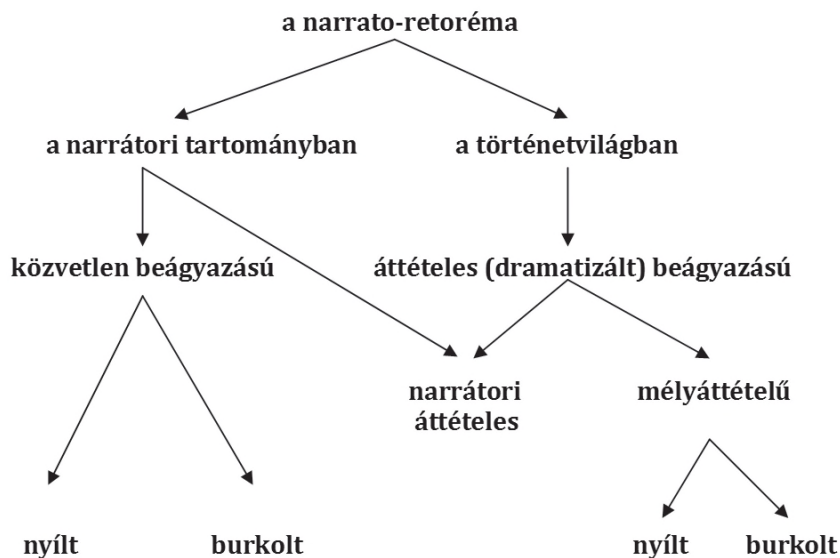 a narrato-retoréma
a narrátori tartományban
a történetvilágban
közvetlen beágyazású
áttételes (dramatizált) beágyazású
narrátori
áttételes
mélyáttételű
nyílt
burkolt
nyílt
burkolt